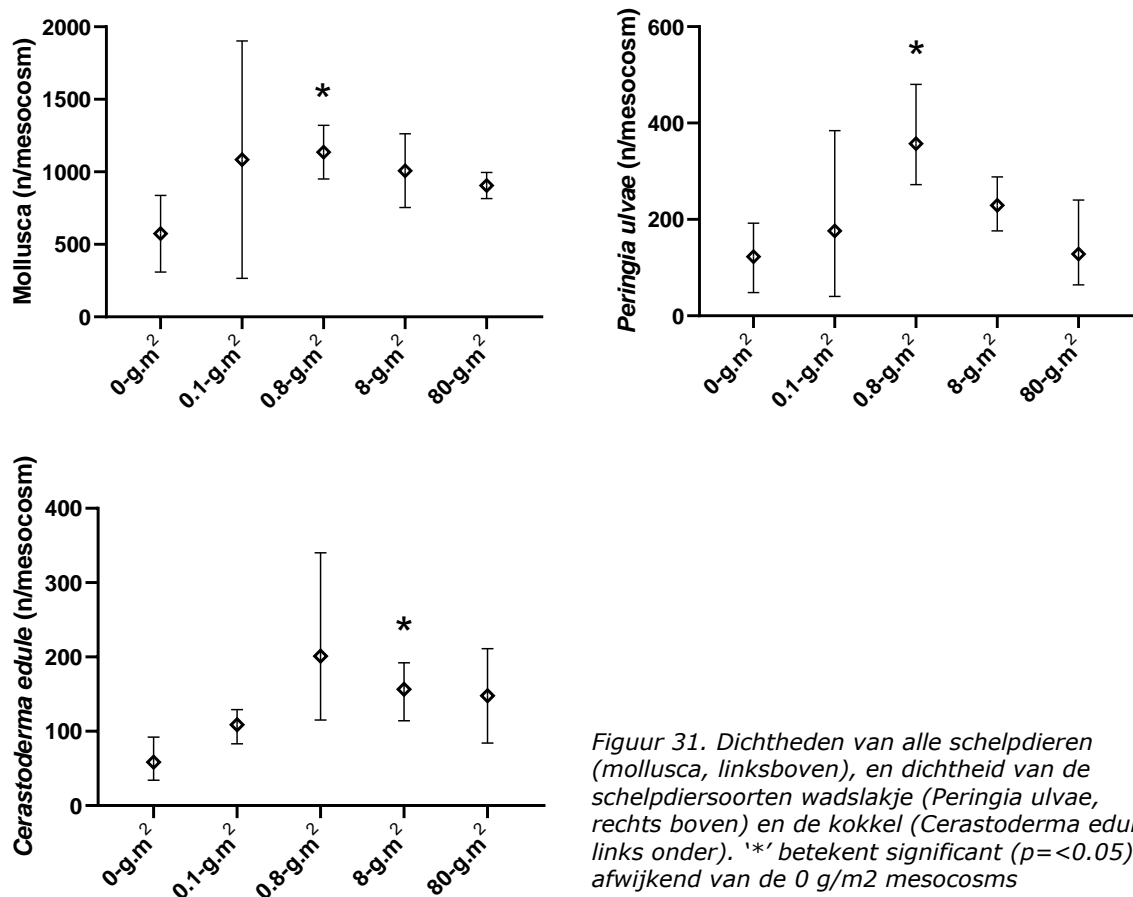 Mollusca (n/mesocosm)
2000
1500
1000
500
0
*
0-g.m²
0.1-g.m²
0.8-g.m²
8-g.m²
80-g.m²
Peringia ulvae (n/mesocosm)
600
400
200
0
*
0-g.m²
0.1-g.m²
0.8-g.m²
8-g.m²
80-g.m²
Cerastoderma edule (n/mesocosm)
400
300
200
100
0
*
0-g.m²
0.1-g.m²
0.8-g.m²
8-g.m²
80-g.m²
Figuur 31. Dichtheden van alle schelpdieren
(mollusca, linksboven), en dichtheid van de
schelpdiersoorten wadslakje (Peringia ulvae,
rechts boven) en de kokkel (Cerastoderma edul
links onder). ‘*’ betekent significant (p=<0.05)
afwijkend van de 0 g/m2 mesocosms